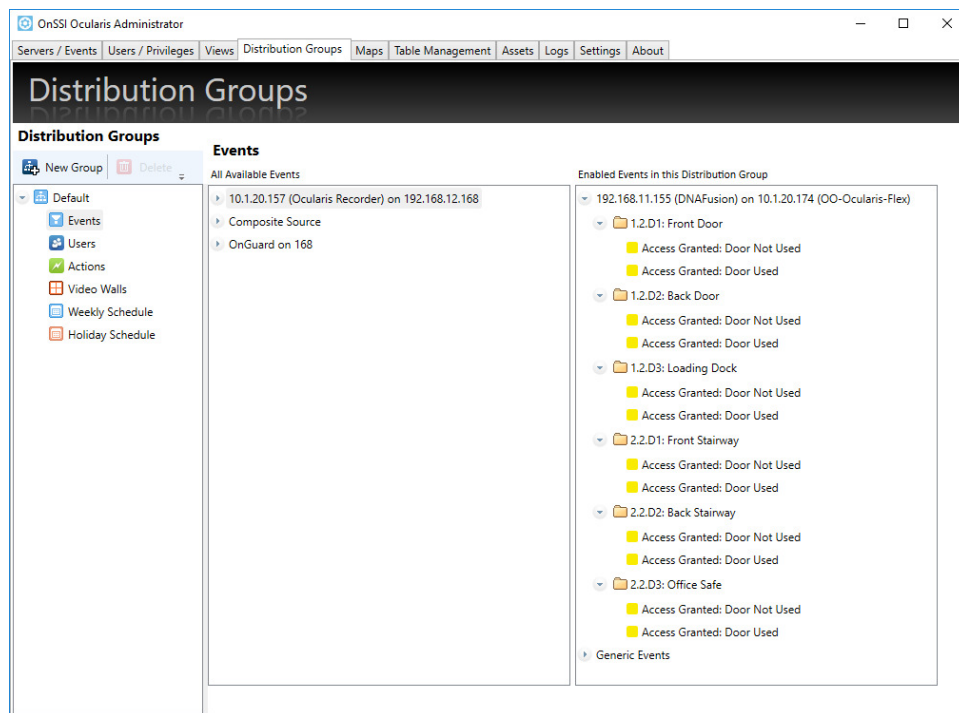 OnSSI Ocularis Administrator
Servers / Events Users / Privileges Views Distribution Groups Maps Table Management Assets Logs Settings About
Distribution Groups
Distribution Groups
New Group Delete
Default
Events
Users
Actions
Video Walls
Weekly Schedule
Holiday Schedule
Events
All Available Events
10.1.20.157 (Ocularis Recorder) on 192.168.12.168
Composite Source
OnGuard on 168
Enabled Events in this Distribution Group
192.168.11.155 (DNAFusion) on 10.1.20.174 (OO-Ocularis-Flex)
1.2.D1: Front Door
Access Granted: Door Not Used
Access Granted: Door Used
1.2.D2: Back Door
Access Granted: Door Not Used
Access Granted: Door Used
1.2.D3: Loading Dock
Access Granted: Door Not Used
Access Granted: Door Used
2.2.D1: Front Stairway
Access Granted: Door Not Used
Access Granted: Door Used
2.2.D2: Back Stairway
Access Granted: Door Not Used
Access Granted: Door Used
2.2.D3: Office Safe
Access Granted: Door Not Used
Access Granted: Door Used
Generic Events